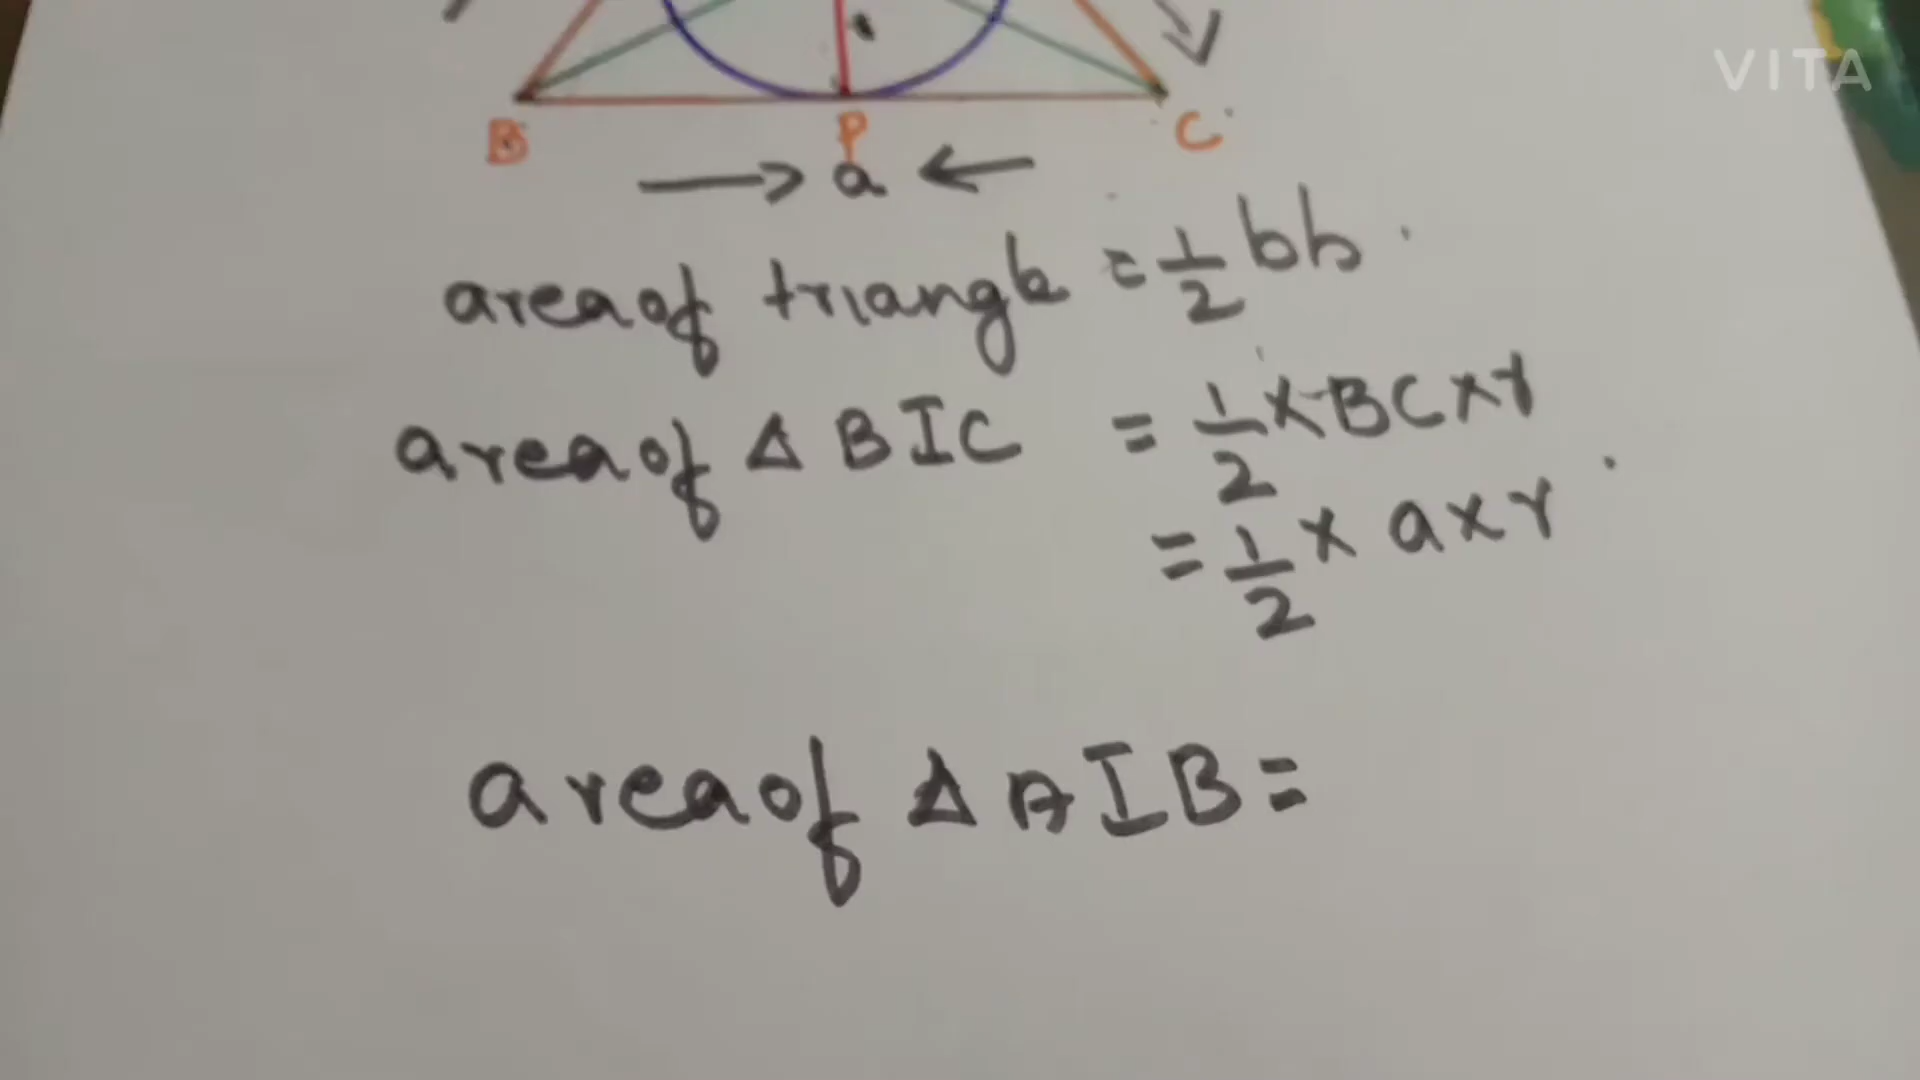 VITA
B P C
a
area of triangle = 1/2 bh.
area of Δ BIC = 1/2 × BC × r
= 1/2 × a × r
area of Δ AIB =